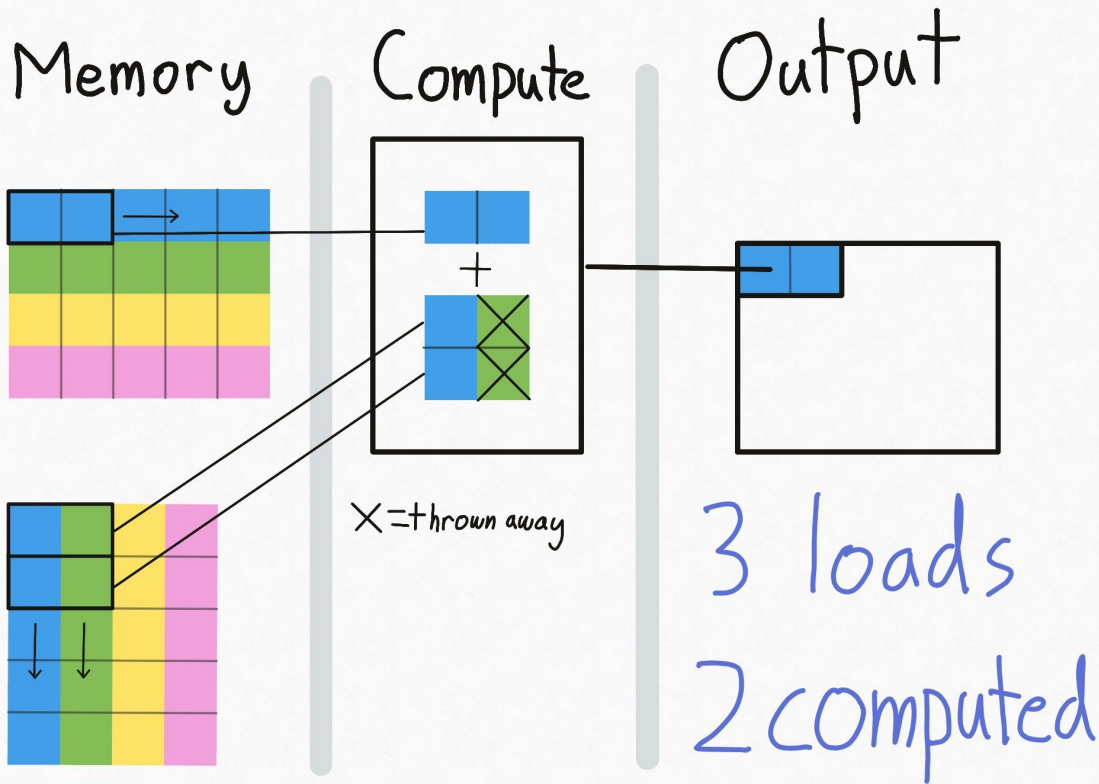 Memory
Compute
Output
+
X=thrown away
3 loads
2 computed